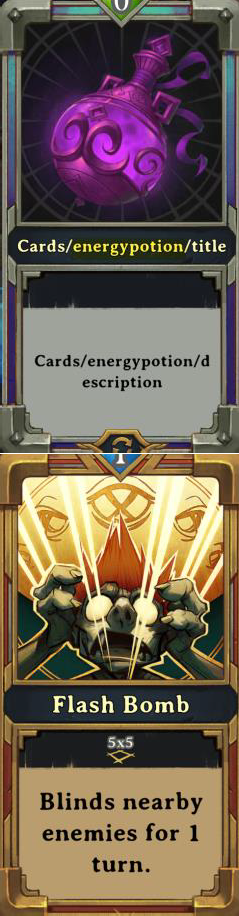 0
Cards/energypotion/title
Cards/energypotion/d
escription
1
Flash Bomb
5x5
Blinds nearby
enemies for 1
turn.